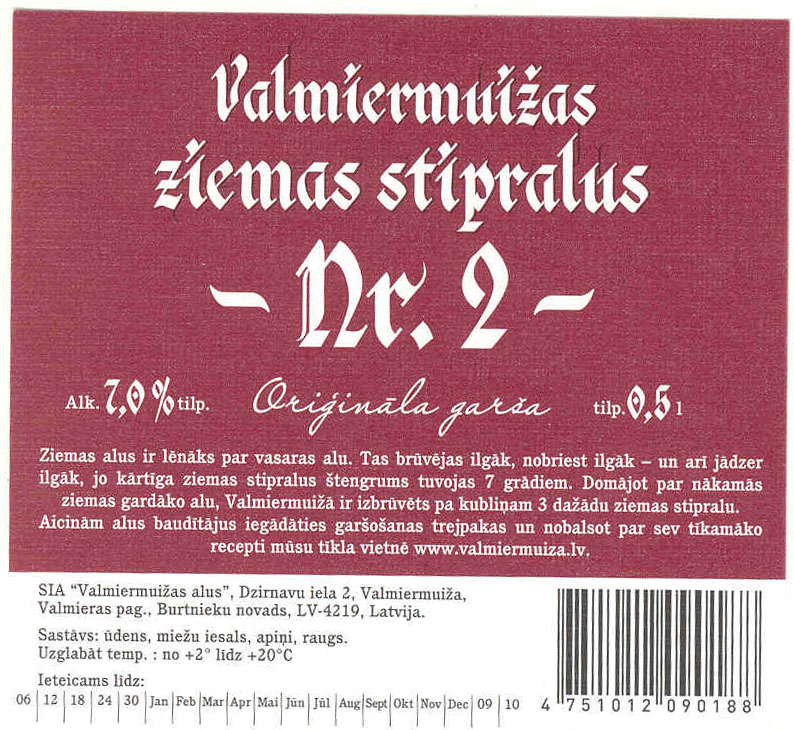 Valmiermuižas
ziemas stipralus
– Nr. 2 –
Alk. 7,0 % tilp. Oriģināla garša tilp. 0,5 l
Ziemas alus ir lēnāks par vasaras alu. Tas brūvējas ilgāk, nobriest ilgāk – un arī jādzer
ilgāk, jo kārtīga ziemas stipralus štengrums tuvojas 7 grādiem. Domājot par nākamās
ziemas gardāko alu, Valmiermuižā ir izbrūvēts pa kubliņam 3 dažādu ziemas stipralu.
Aicinām alus baudītājus iegādāties garšošanas trejpakas un nobalsot par sev tīkamāko
recepti mūsu tīkla vietnē www.valmiermuiza.lv.
SIA “Valmiermuižas alus”, Dzirnavu iela 2, Valmiermuiža,
Valmieras pag., Burtnieku novads, LV-4219, Latvija.
Sastāvs: ūdens, miežu iesals, apiņi, raugs.
Uzglabāt temp. : no +2° līdz +20°C
Ieteicams līdz:
06 | 12 | 18 | 24 | 30 | Jan | Feb | Mar | Apr | Mai | Jūn | Jūl | Aug | Sept | Okt | Nov | Dec | 09 | 10
4 751012 090188